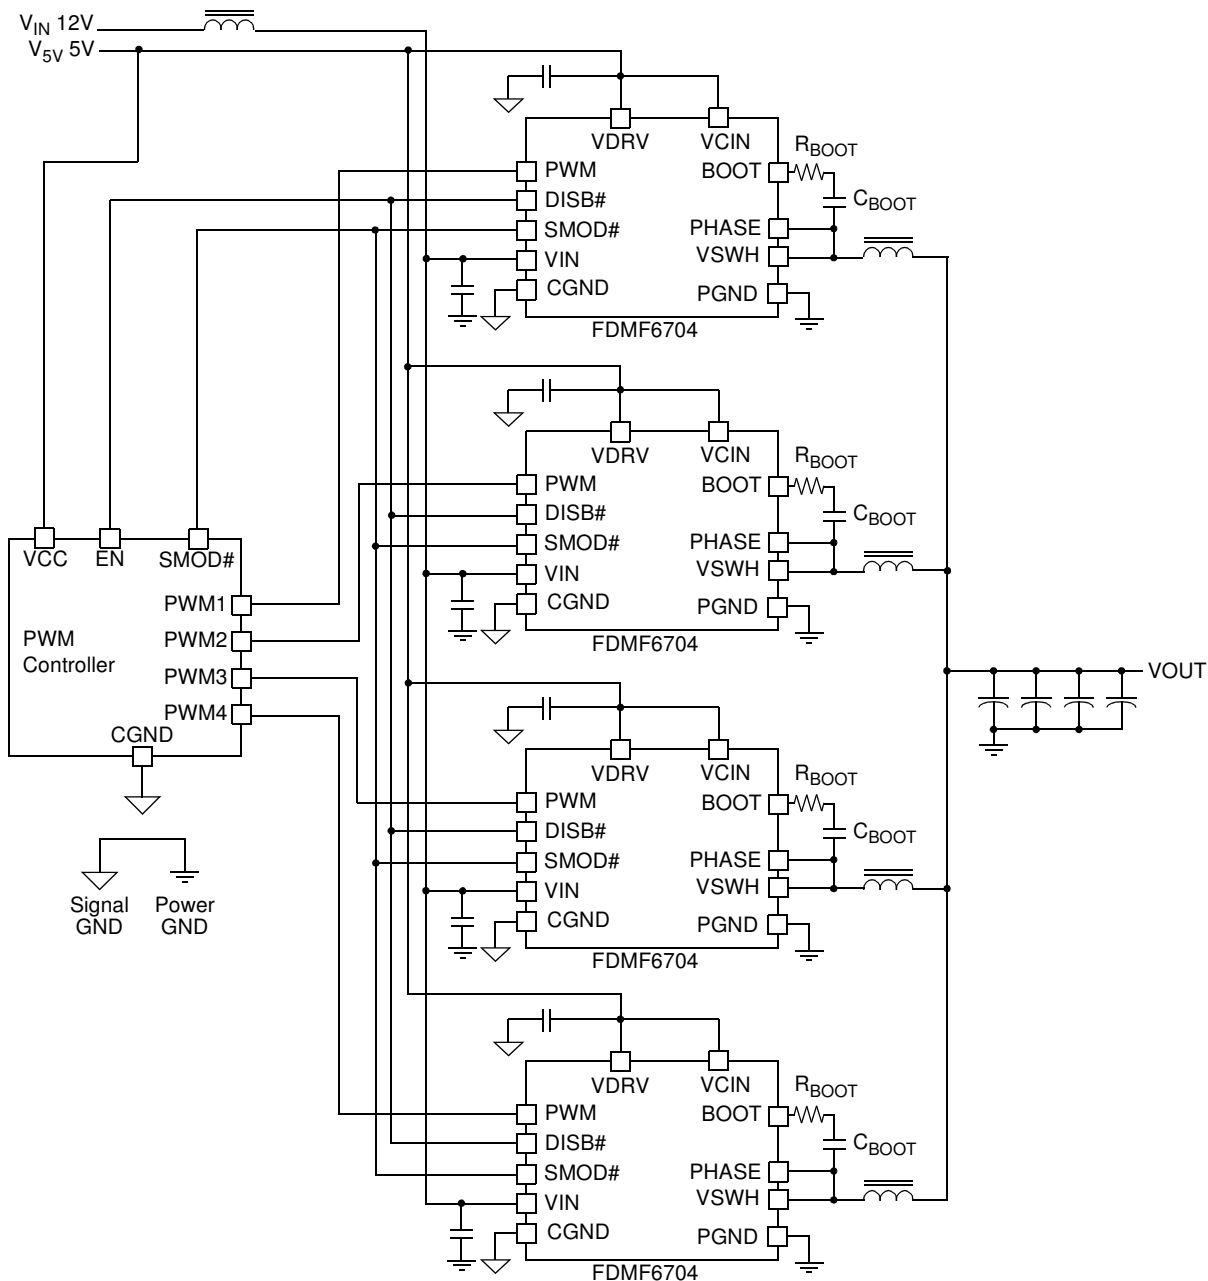 VIN 12V
V5V 5V
VDRV
VCIN
PWM
DISB#
SMOD#
VIN
CGND
BOOT
PHASE
VSWH
PGND
RBOOT
CBOOT
FDMF6704
VDRV
VCIN
PWM
DISB#
SMOD#
VIN
CGND
BOOT
PHASE
VSWH
PGND
RBOOT
CBOOT
FDMF6704
VCC
EN
SMOD#
PWM1
PWM2
PWM3
PWM4
PWM
Controller
CGND
Signal
GND
Power
GND
VOUT
VDRV
VCIN
PWM
DISB#
SMOD#
VIN
CGND
BOOT
PHASE
VSWH
PGND
RBOOT
CBOOT
FDMF6704
VDRV
VCIN
PWM
DISB#
SMOD#
VIN
CGND
BOOT
PHASE
VSWH
PGND
RBOOT
CBOOT
FDMF6704